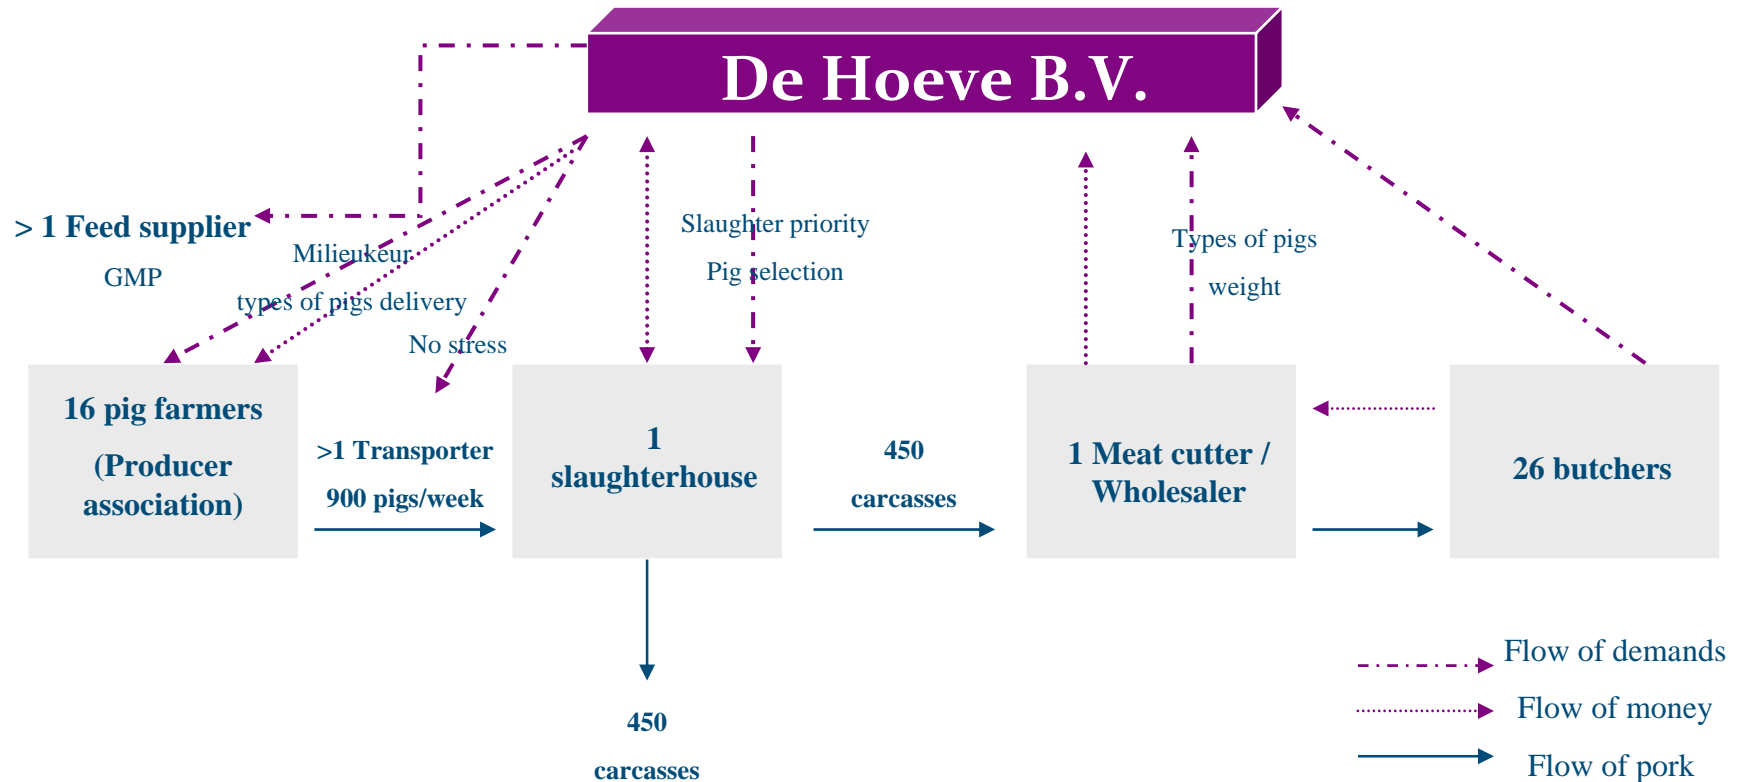 De Hoeve B.V.
> 1 Feed supplier
GMP
Milieukeur
types of pigs delivery
No stress
Slaughter priority
Pig selection
Types of pigs
weight
16 pig farmers
(Producer
association)
>1 Transporter
900 pigs/week
1
slaughterhouse
450
carcasses
1 Meat cutter /
Wholesaler
26 butchers
450
carcasses
Flow of demands
Flow of money
Flow of pork